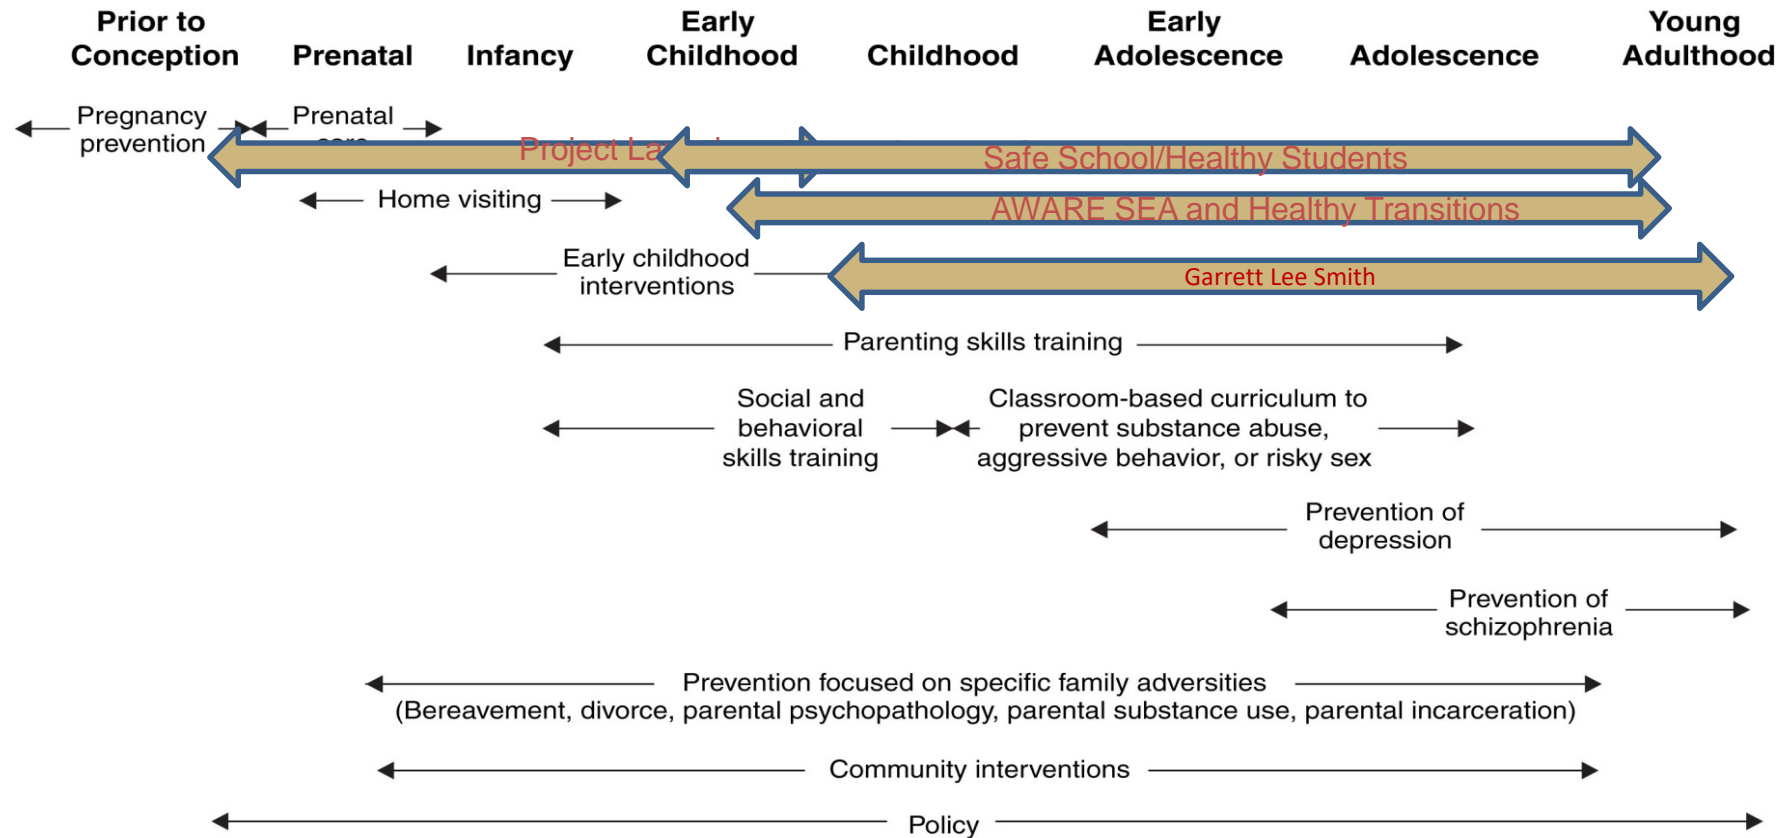 Prior to
Conception
Prenatal
Infancy
Early
Childhood
Childhood
Early
Adolescence
Adolescence
Young
Adulthood
Pregnancy
prevention
Prenatal
Project
Safe School/Healthy Students
Home visiting
AWARE SEA and Healthy Transitions
Early childhood
interventions
Garrett Lee Smith
Parenting skills training
Social and
behavioral
skills training
Classroom-based curriculum to
prevent substance abuse,
aggressive behavior, or risky sex
Prevention of
depression
Prevention of
schizophrenia
Prevention focused on specific family adversities
(Bereavement, divorce, parental psychopathology, parental substance use, parental incarceration)
Community interventions
Policy